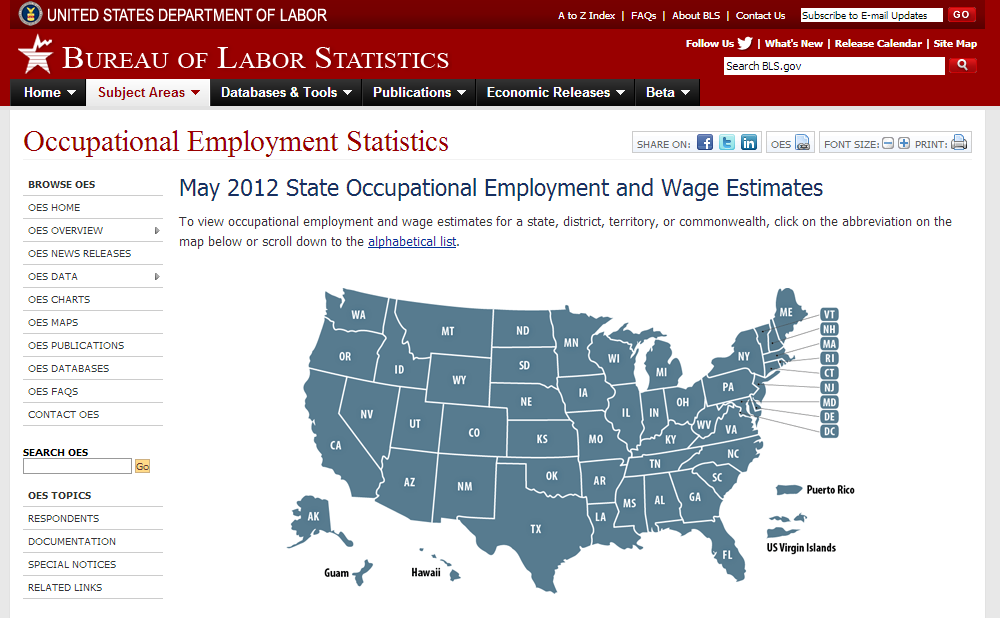 UNITED STATES DEPARTMENT OF LABOR
A to Z Index | FAQs | About BLS | Contact Us
Subscribe to E-mail Updates
GO
BUREAU OF LABOR STATISTICS
Follow Us | What's New | Release Calendar | Site Map
Search BLS.gov
Home
Subject Areas
Databases & Tools
Publications
Economic Releases
Beta
Occupational Employment Statistics
SHARE ON:
OES
FONT SIZE:
PRINT:
BROWSE OES
OES HOME
OES OVERVIEW
OES NEWS RELEASES
OES DATA
OES CHARTS
OES MAPS
OES PUBLICATIONS
OES DATABASES
OES FAQS
CONTACT OES
SEARCH OES
Go
OES TOPICS
RESPONDENTS
DOCUMENTATION
SPECIAL NOTICES
RELATED LINKS
May 2012 State Occupational Employment and Wage Estimates
To view occupational employment and wage estimates for a state, district, territory, or commonwealth, click on the abbreviation on the
map below or scroll down to the alphabetical list.
WA
MT
ND
MN
ME
VT
NH
MA
RI
CT
NJ
MD
DE
DC
OR
ID
WY
SD
WI
MI
NY
NE
IA
PA
NV
UT
CO
KS
MO
IL
IN
OH
WV
VA
KY
CA
AZ
NM
OK
AR
TN
NC
SC
MS
AL
GA
LA
TX
FL
AK
Guam
Hawaii
Puerto Rico
US Virgin Islands